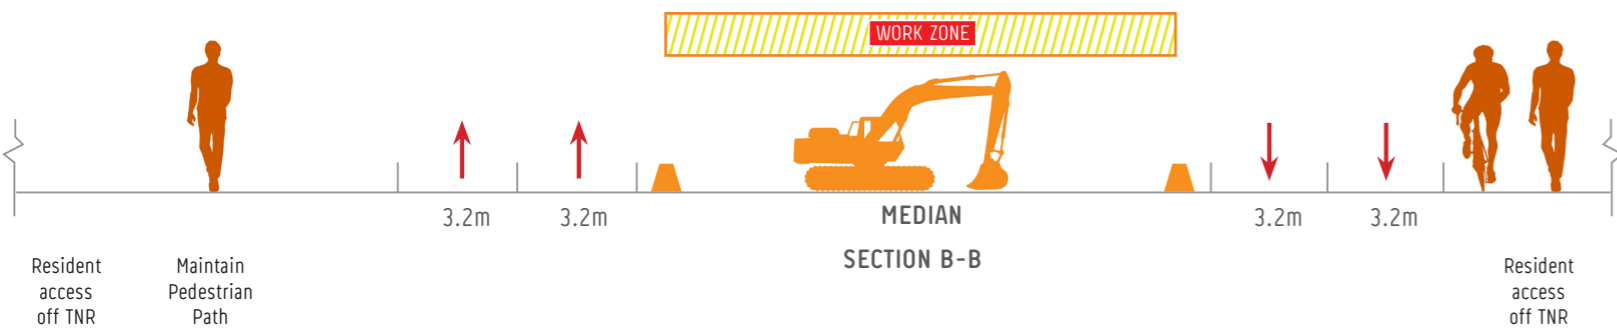 WORK ZONE
3.2m
3.2m
MEDIAN
3.2m
3.2m
SECTION B-B
Resident
access
off TNR
Maintain
Pedestrian
Path
Resident
access
off TNR